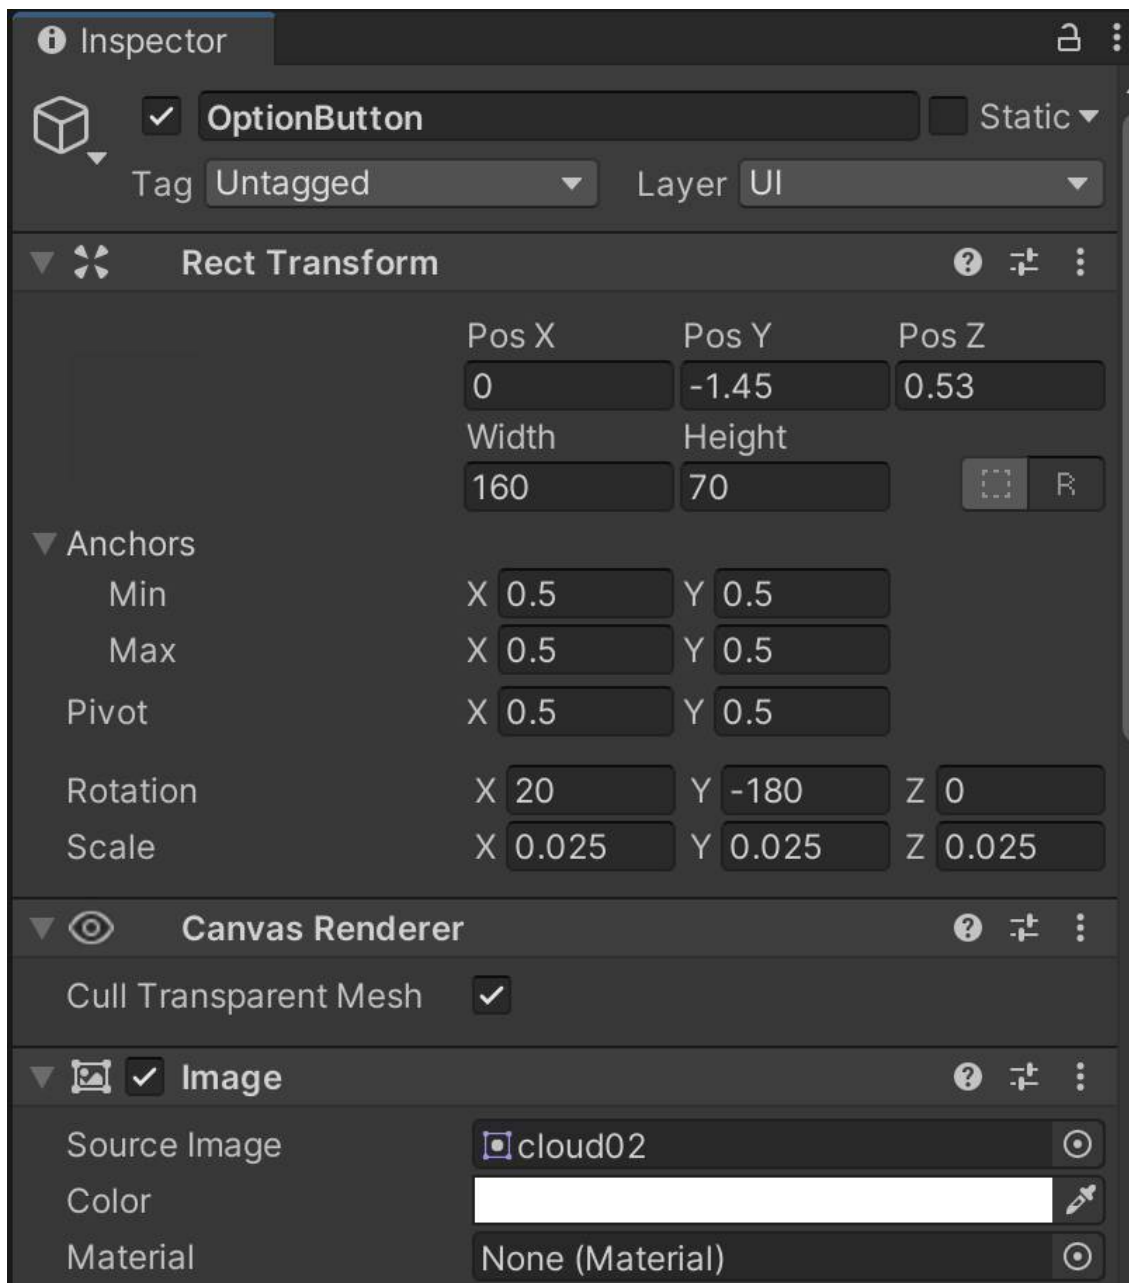 Inspector
OptionButton Static
Tag Untagged Layer UI
Rect Transform
Pos X Pos Y Pos Z
0 -1.45 0.53
Width Height
160 70
R
Anchors
Min X 0.5 Y 0.5
Max X 0.5 Y 0.5
Pivot X 0.5 Y 0.5
Rotation X 20 Y -180 Z 0
Scale X 0.025 Y 0.025 Z 0.025
Canvas Renderer
Cull Transparent Mesh
Image
Source Image cloud02
Color
Material None (Material)